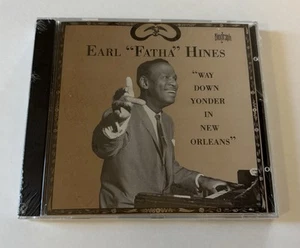 EARL "FATHA" HINES
"WAY
DOWN
YONDER
IN
NEW
ORLEANS"